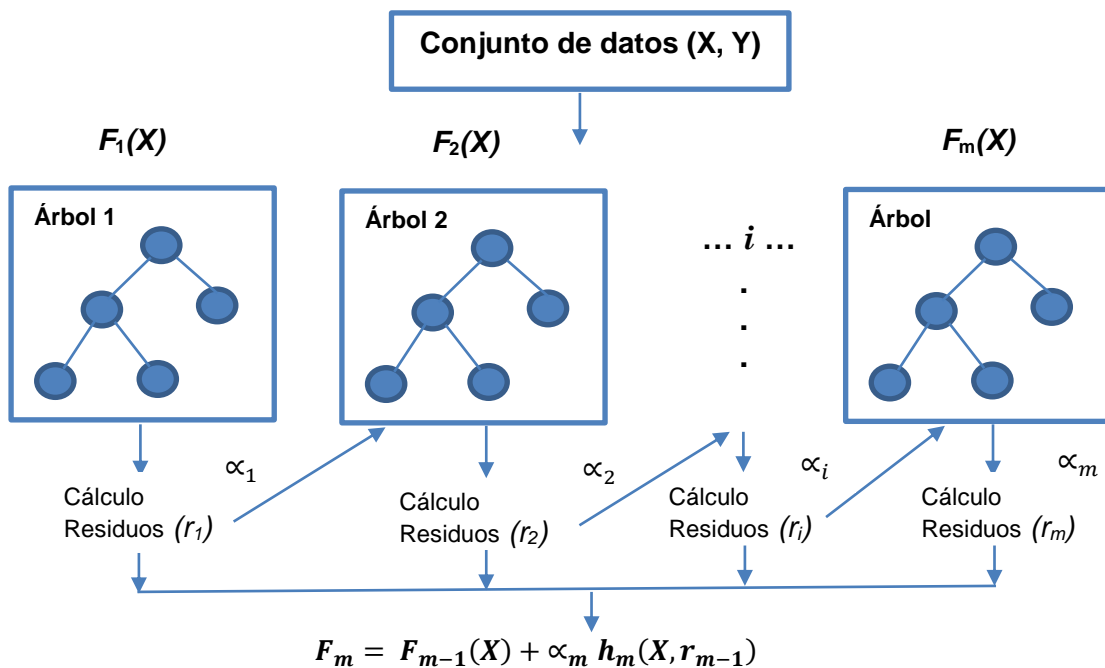 Conjunto de datos (X, Y)
F₁(X)
F₂(X)
Fₘ(X)
Árbol 1
Árbol 2
... i ...
.
.
.
Árbol
∝₁
∝₂
∝ᵢ
∝ₘ
Cálculo
Residuos (r₁)
Cálculo
Residuos (r₂)
Cálculo
Residuos (rᵢ)
Cálculo
Residuos (rₘ)
Fₘ = Fₘ₋₁(X) + ∝ₘ hₘ(X, rₘ₋₁)